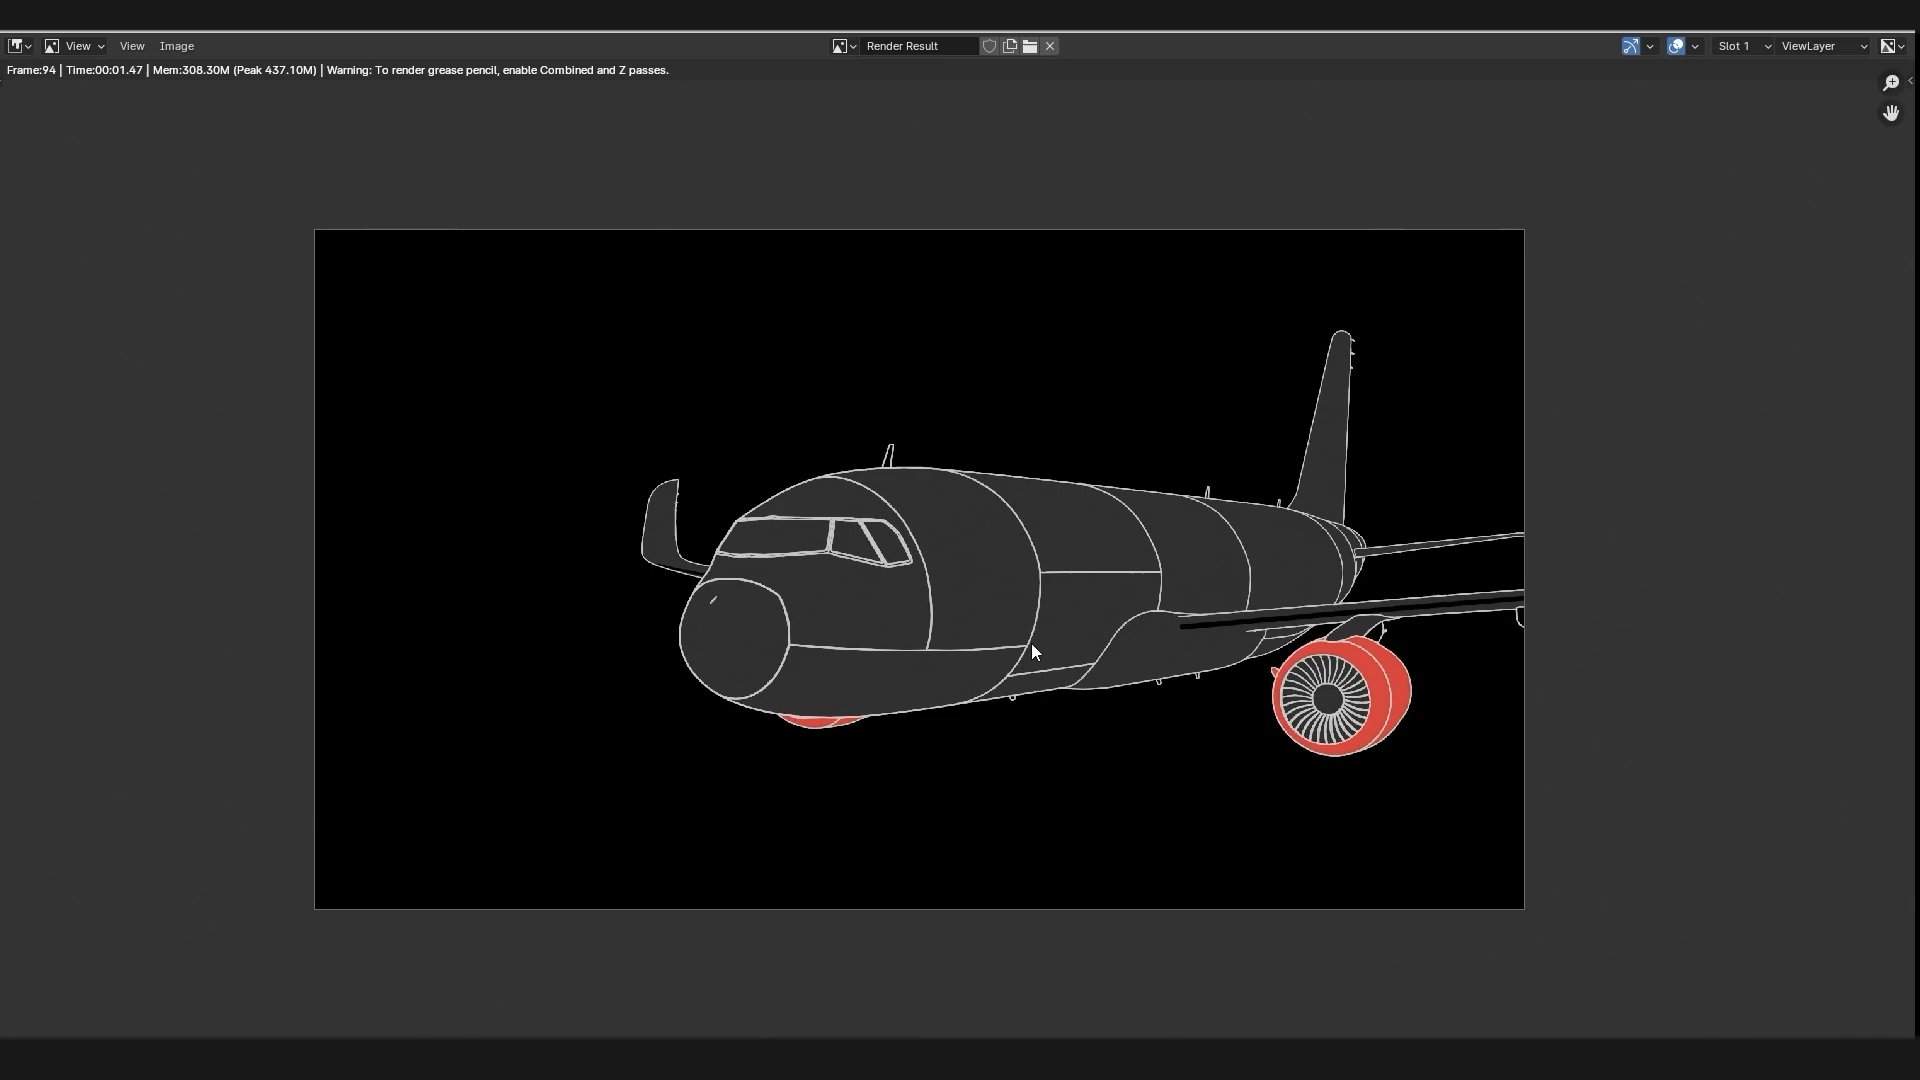 View View Image Render Result Slot 1 ViewLayer
Frame:94 | Time:00:01.47 | Mem:308.30M (Peak 437.10M) | Warning: To render grease pencil, enable Combined and Z passes.